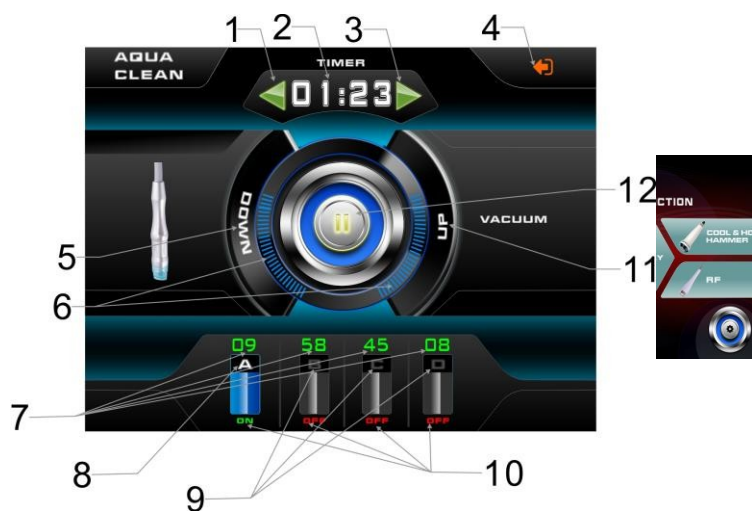 1
2
3
4
AQUA
CLEAN
TIMER
01:23
12
DOWN
UP
VACUUM
5
6
11
CTION
COOL & HO
HAMMER
Y
RF
09
58
45
08
A
B
C
D
7
ON
OFF
OFF
OFF
8
9
10